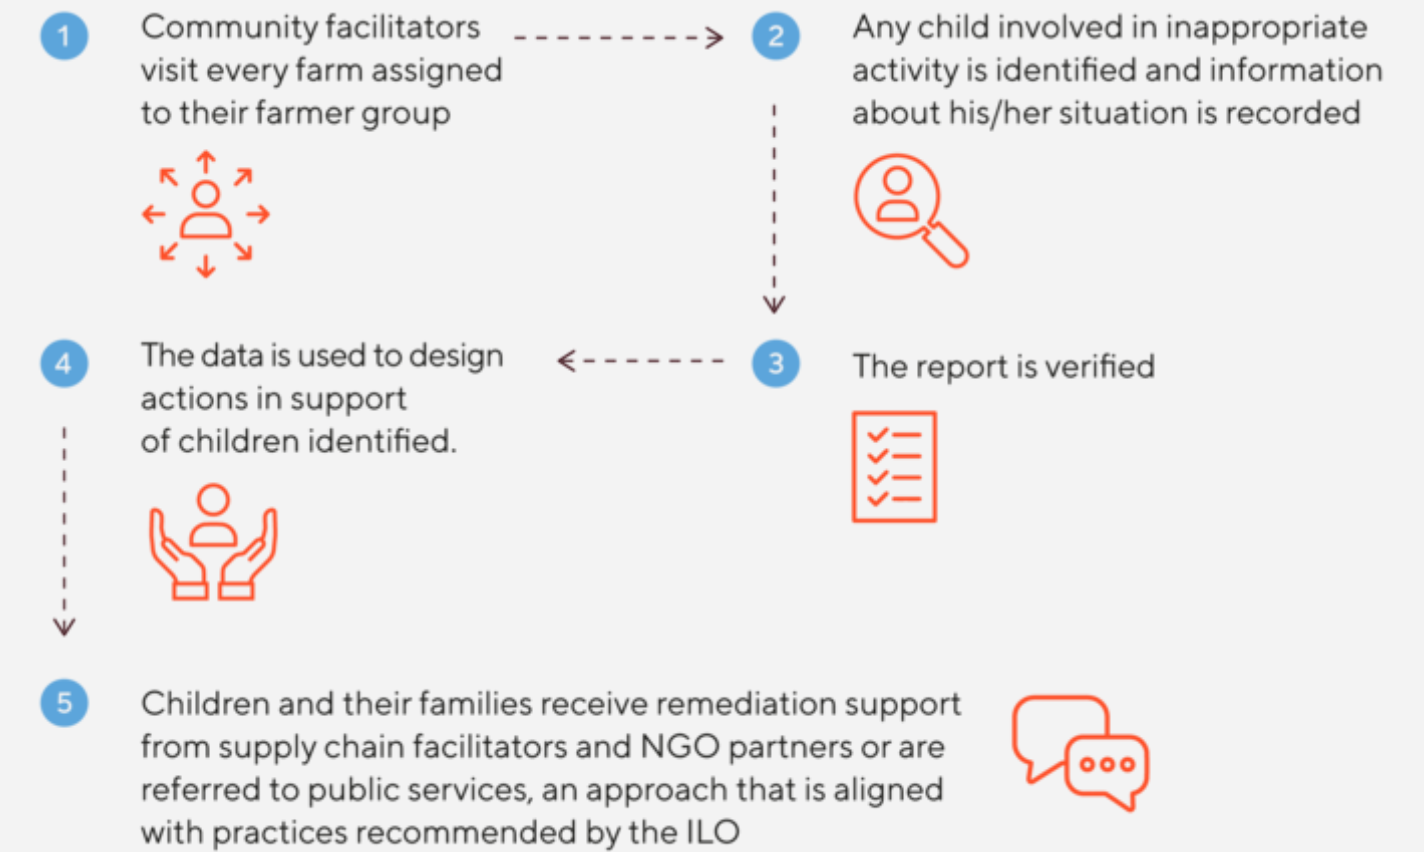 1
Community facilitators
visit every farm assigned
to their farmer group
2
Any child involved in inappropriate
activity is identified and information
about his/her situation is recorded
3
The report is verified
4
The data is used to design
actions in support
of children identified.
5
Children and their families receive remediation support
from supply chain facilitators and NGO partners or are
referred to public services, an approach that is aligned
with practices recommended by the ILO